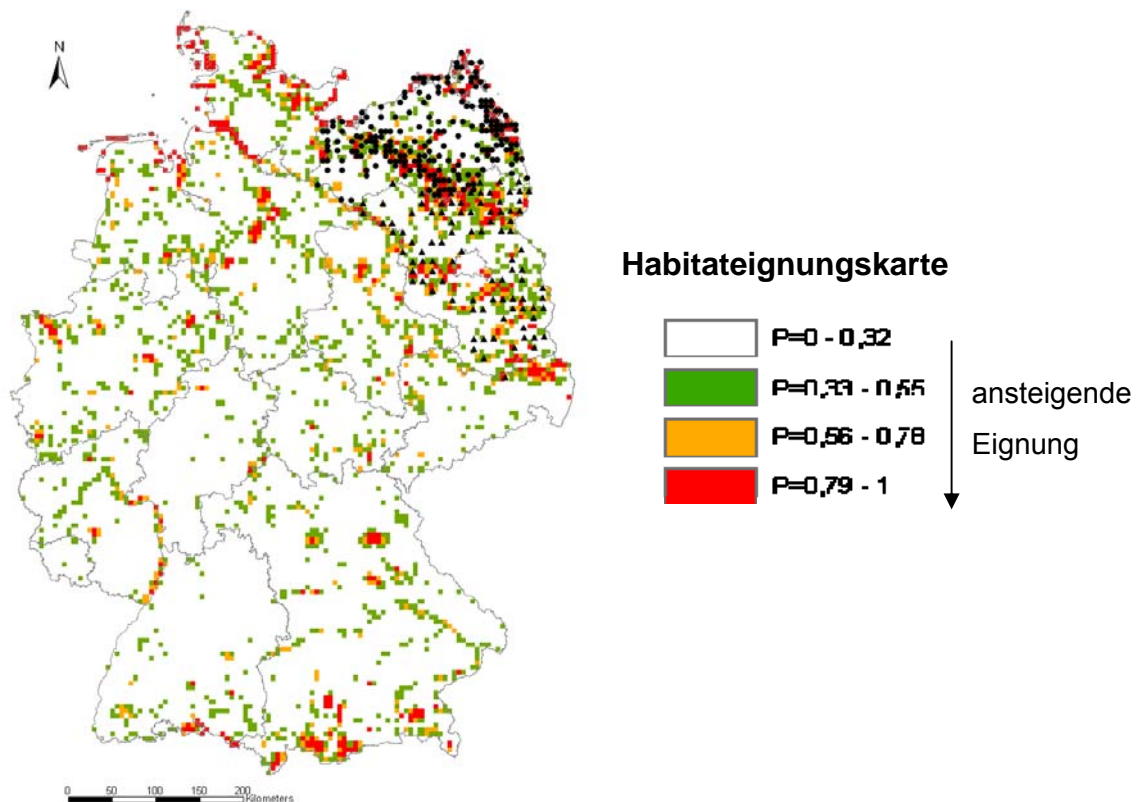 N
Habitateignungskarte
P=0 - 0,32
P=0,33 - 0,55
P=0,56 - 0,78
P=0,79 - 1
ansteigende
Eignung
0 50 100 150 200
Kilometers